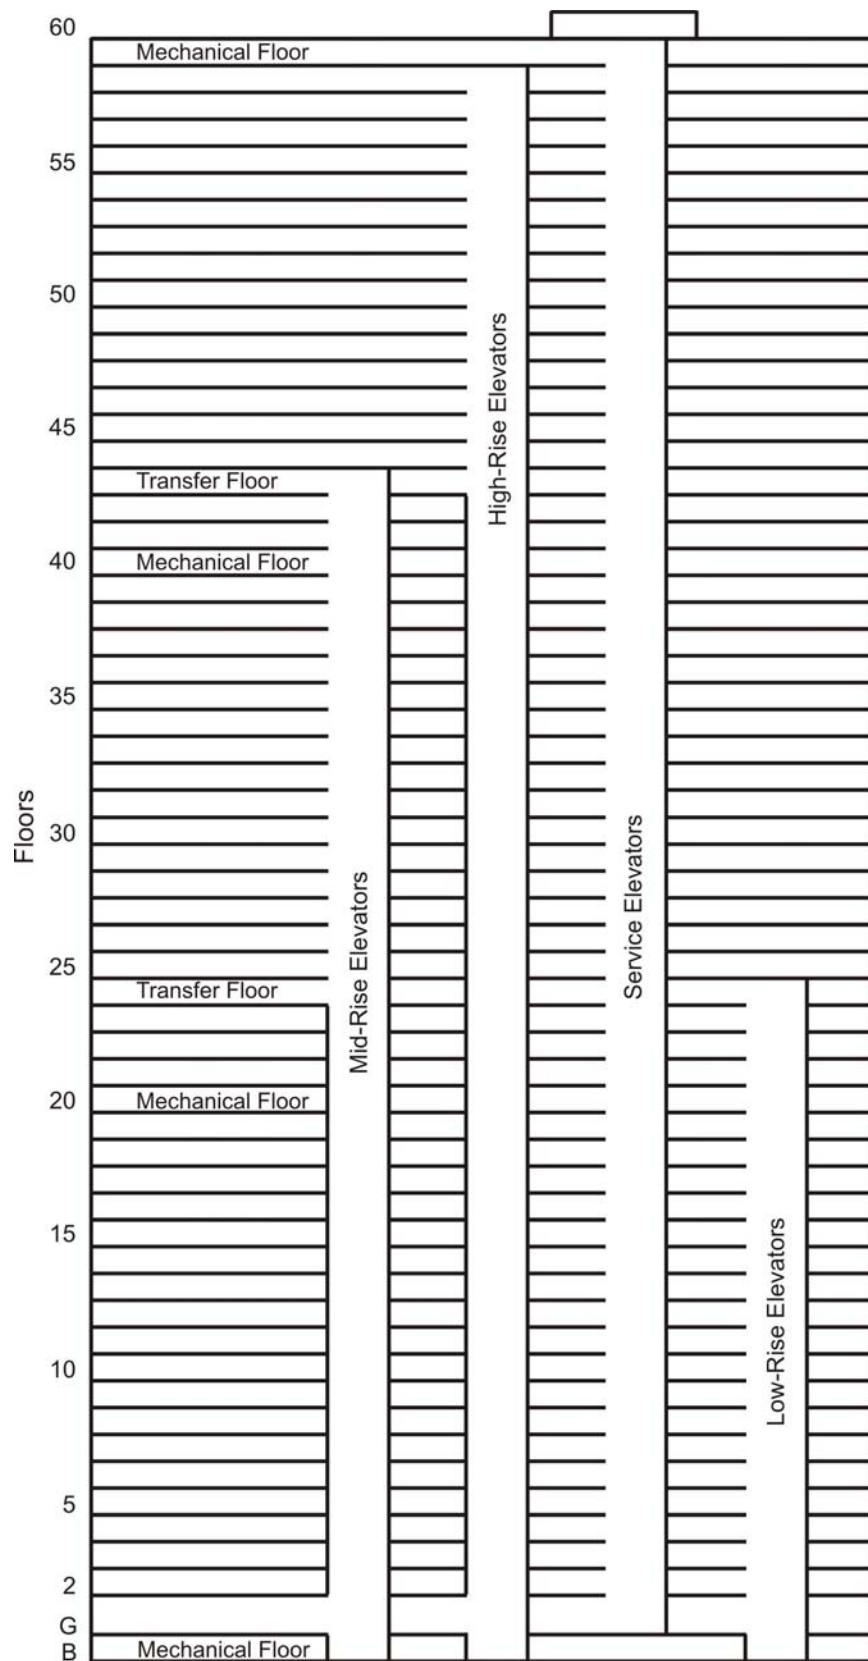 60
Mechanical Floor
55
50
High-Rise Elevators
45
Transfer Floor
40
Mechanical Floor
35
Floors
30
Service Elevators
Mid-Rise Elevators
25
Transfer Floor
20
Mechanical Floor
15
Low-Rise Elevators
10
5
2
G
B
Mechanical Floor